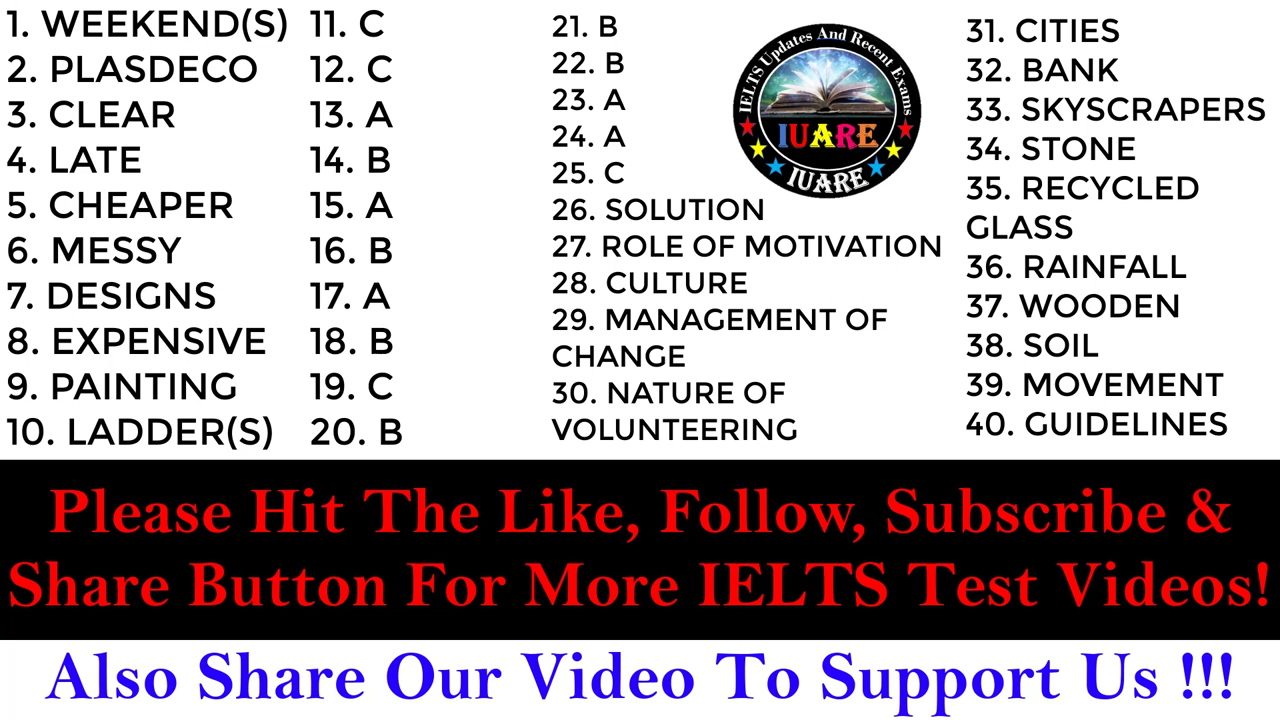 1. WEEKEND(S)
2. PLASDECO
3. CLEAR
4. LATE
5. CHEAPER
6. MESSY
7. DESIGNS
8. EXPENSIVE
9. PAINTING
10. LADDER(S)
11. C
12. C
13. A
14. B
15. A
16. B
17. A
18. B
19. C
20. B
21. B
22. B
23. A
24. A
25. C
26. SOLUTION
27. ROLE OF MOTIVATION
28. CULTURE
29. MANAGEMENT OF
CHANGE
30. NATURE OF
VOLUNTEERING
IELTS Updates And Recent Exams
IUARE
IUARE
31. CITIES
32. BANK
33. SKYSCRAPERS
34. STONE
35. RECYCLED
GLASS
36. RAINFALL
37. WOODEN
38. SOIL
39. MOVEMENT
40. GUIDELINES
Please Hit The Like, Follow, Subscribe &
Share Button For More IELTS Test Videos!
Also Share Our Video To Support Us !!!